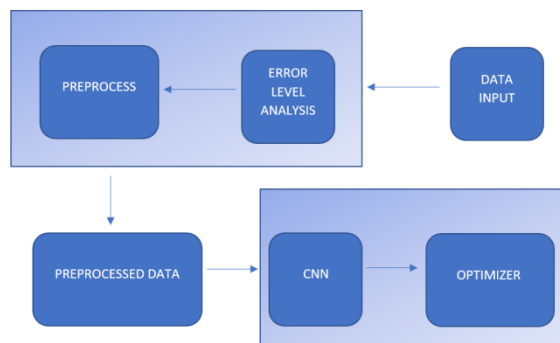 PREPROCESS
ERROR
LEVEL
ANALYSIS
DATA
INPUT
PREPROCESSED DATA
CNN
OPTIMIZER